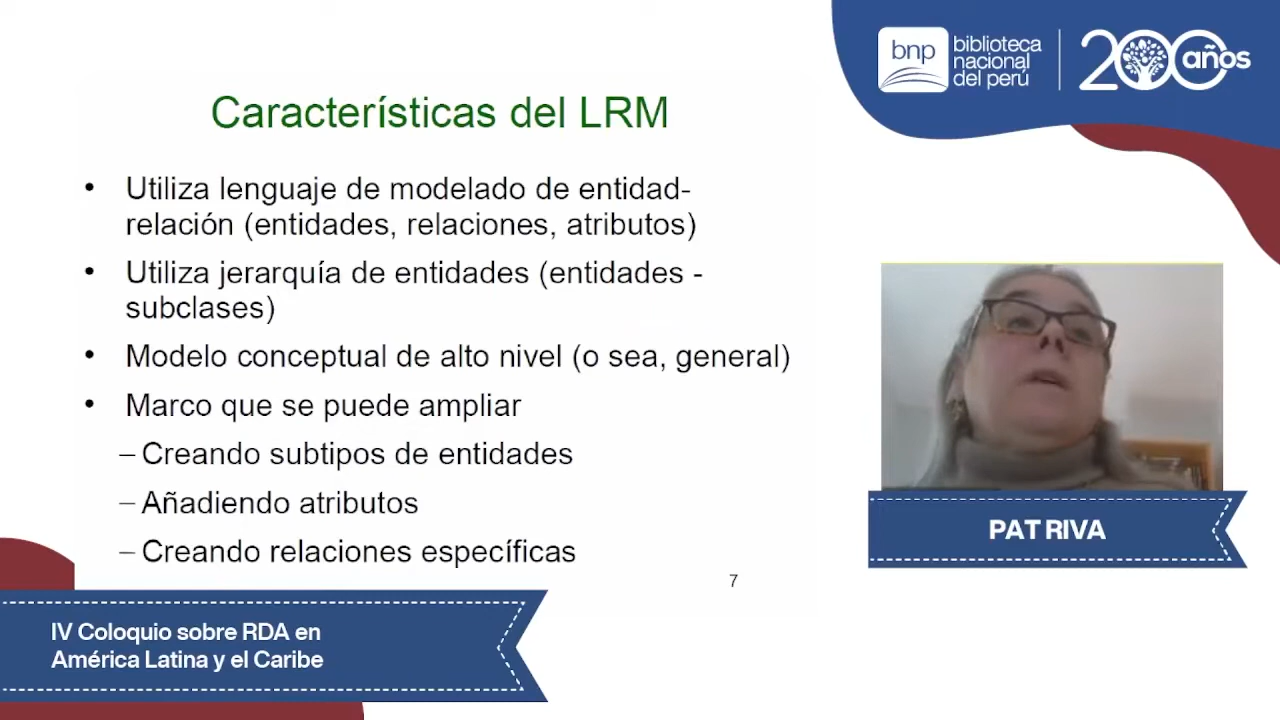 bnp
biblioteca
nacional
del perú
200 años
Características del LRM
• Utiliza lenguaje de modelado de entidad-
relación (entidades, relaciones, atributos)
• Utiliza jerarquía de entidades (entidades -
subclases)
• Modelo conceptual de alto nivel (o sea, general)
• Marco que se puede ampliar
– Creando subtipos de entidades
– Añadiendo atributos
– Creando relaciones específicas
7
PAT RIVA
IV Coloquio sobre RDA en
América Latina y el Caribe